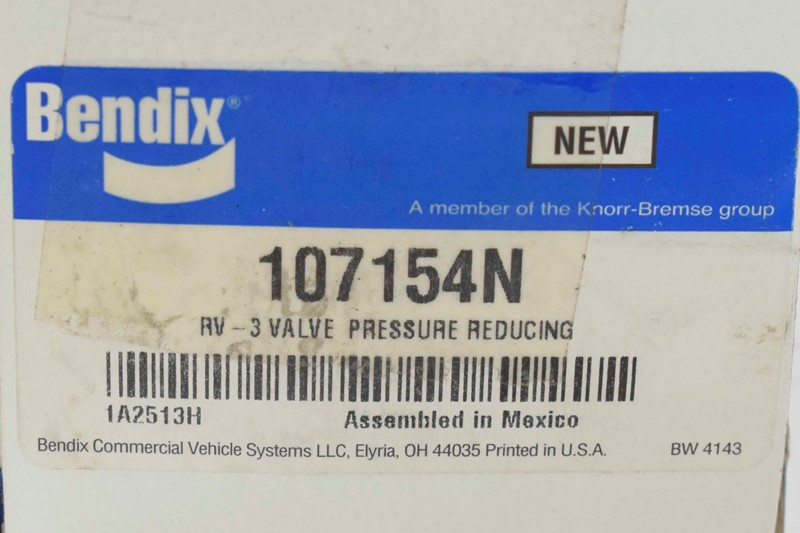 Bendix®
NEW
A member of the Knorr-Bremse group
107154N
RV - 3 VALVE PRESSURE REDUCING
1A2513H Assembled in Mexico
Bendix Commercial Vehicle Systems LLC, Elyria, OH 44035 Printed in U.S.A. BW 4143